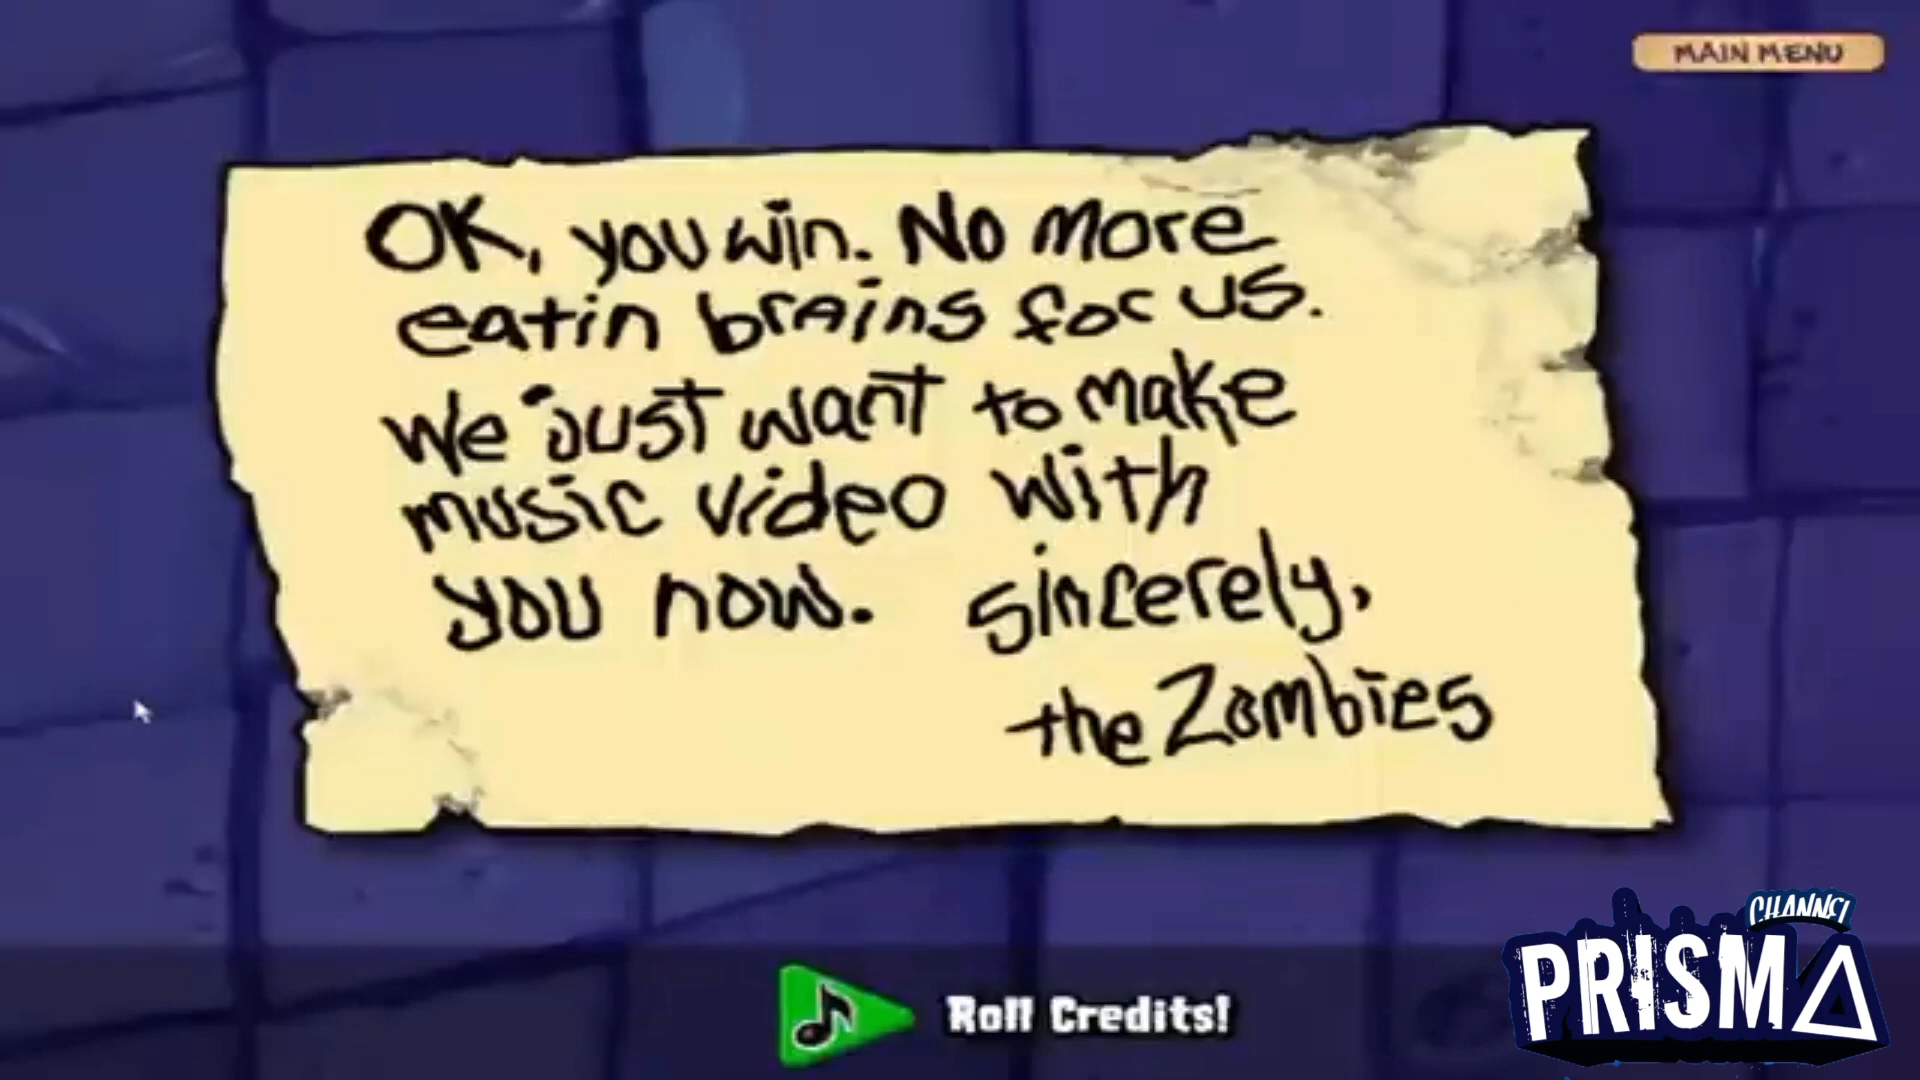 MAIN MENU
OK, you win. No more
eatin brains for us.
We just want to make
music video with
you now. sincerely,
the Zombies
Roll Credits!
CHANNEL
PRISMA